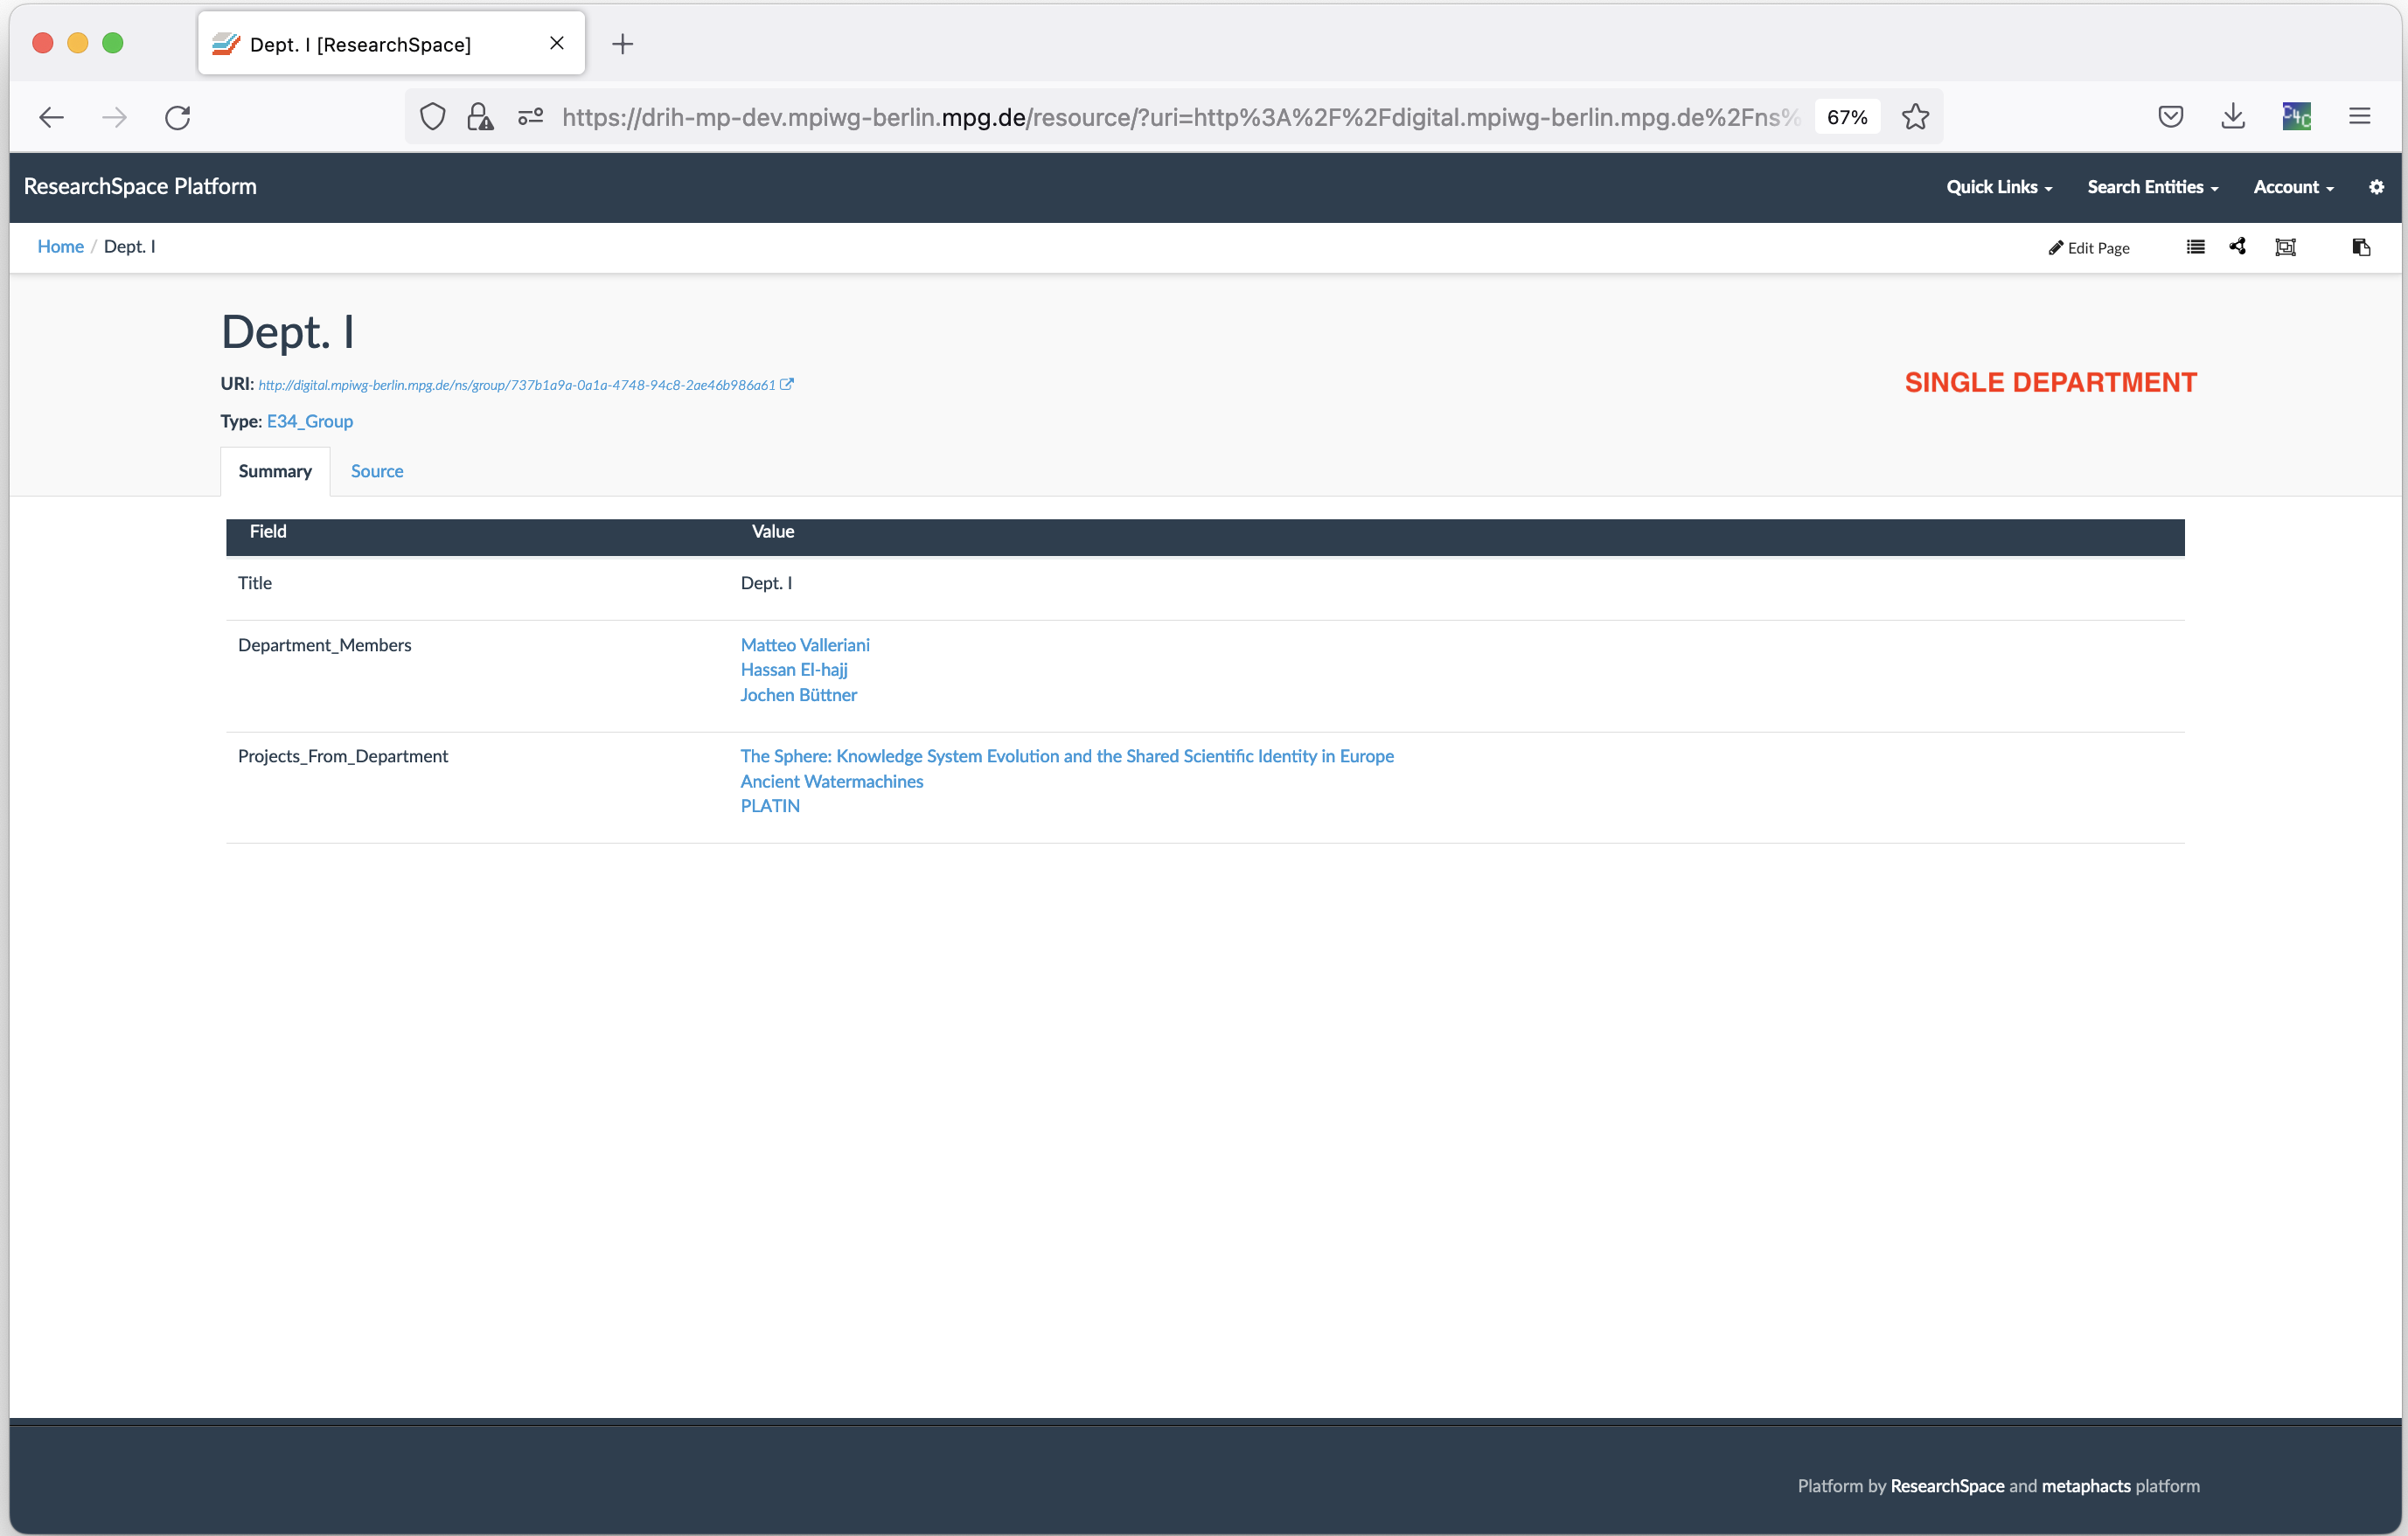 Dept. I [ResearchSpace]
https://drih-mp-dev.mpiwg-berlin.mpg.de/resource/?uri=http%3A%2F%2Fdigital.mpiwg-berlin.mpg.de%2Fns% 67%
ResearchSpace Platform Quick Links Search Entities Account
Home / Dept. I Edit Page
Dept. I
URI: http://digital.mpiwg-berlin.mpg.de/ns/group/737b1a9a-0a1a-4748-94c8-2ae46b986a61
SINGLE DEPARTMENT
Type: E34_Group
Summary Source
Field Value
Title Dept. I
Department_Members Matteo Valleriani
Hassan El-hajj
Jochen Büttner
Projects_From_Department The Sphere: Knowledge System Evolution and the Shared Scientific Identity in Europe
Ancient Watermachines
PLATIN
Platform by ResearchSpace and metaphacts platform